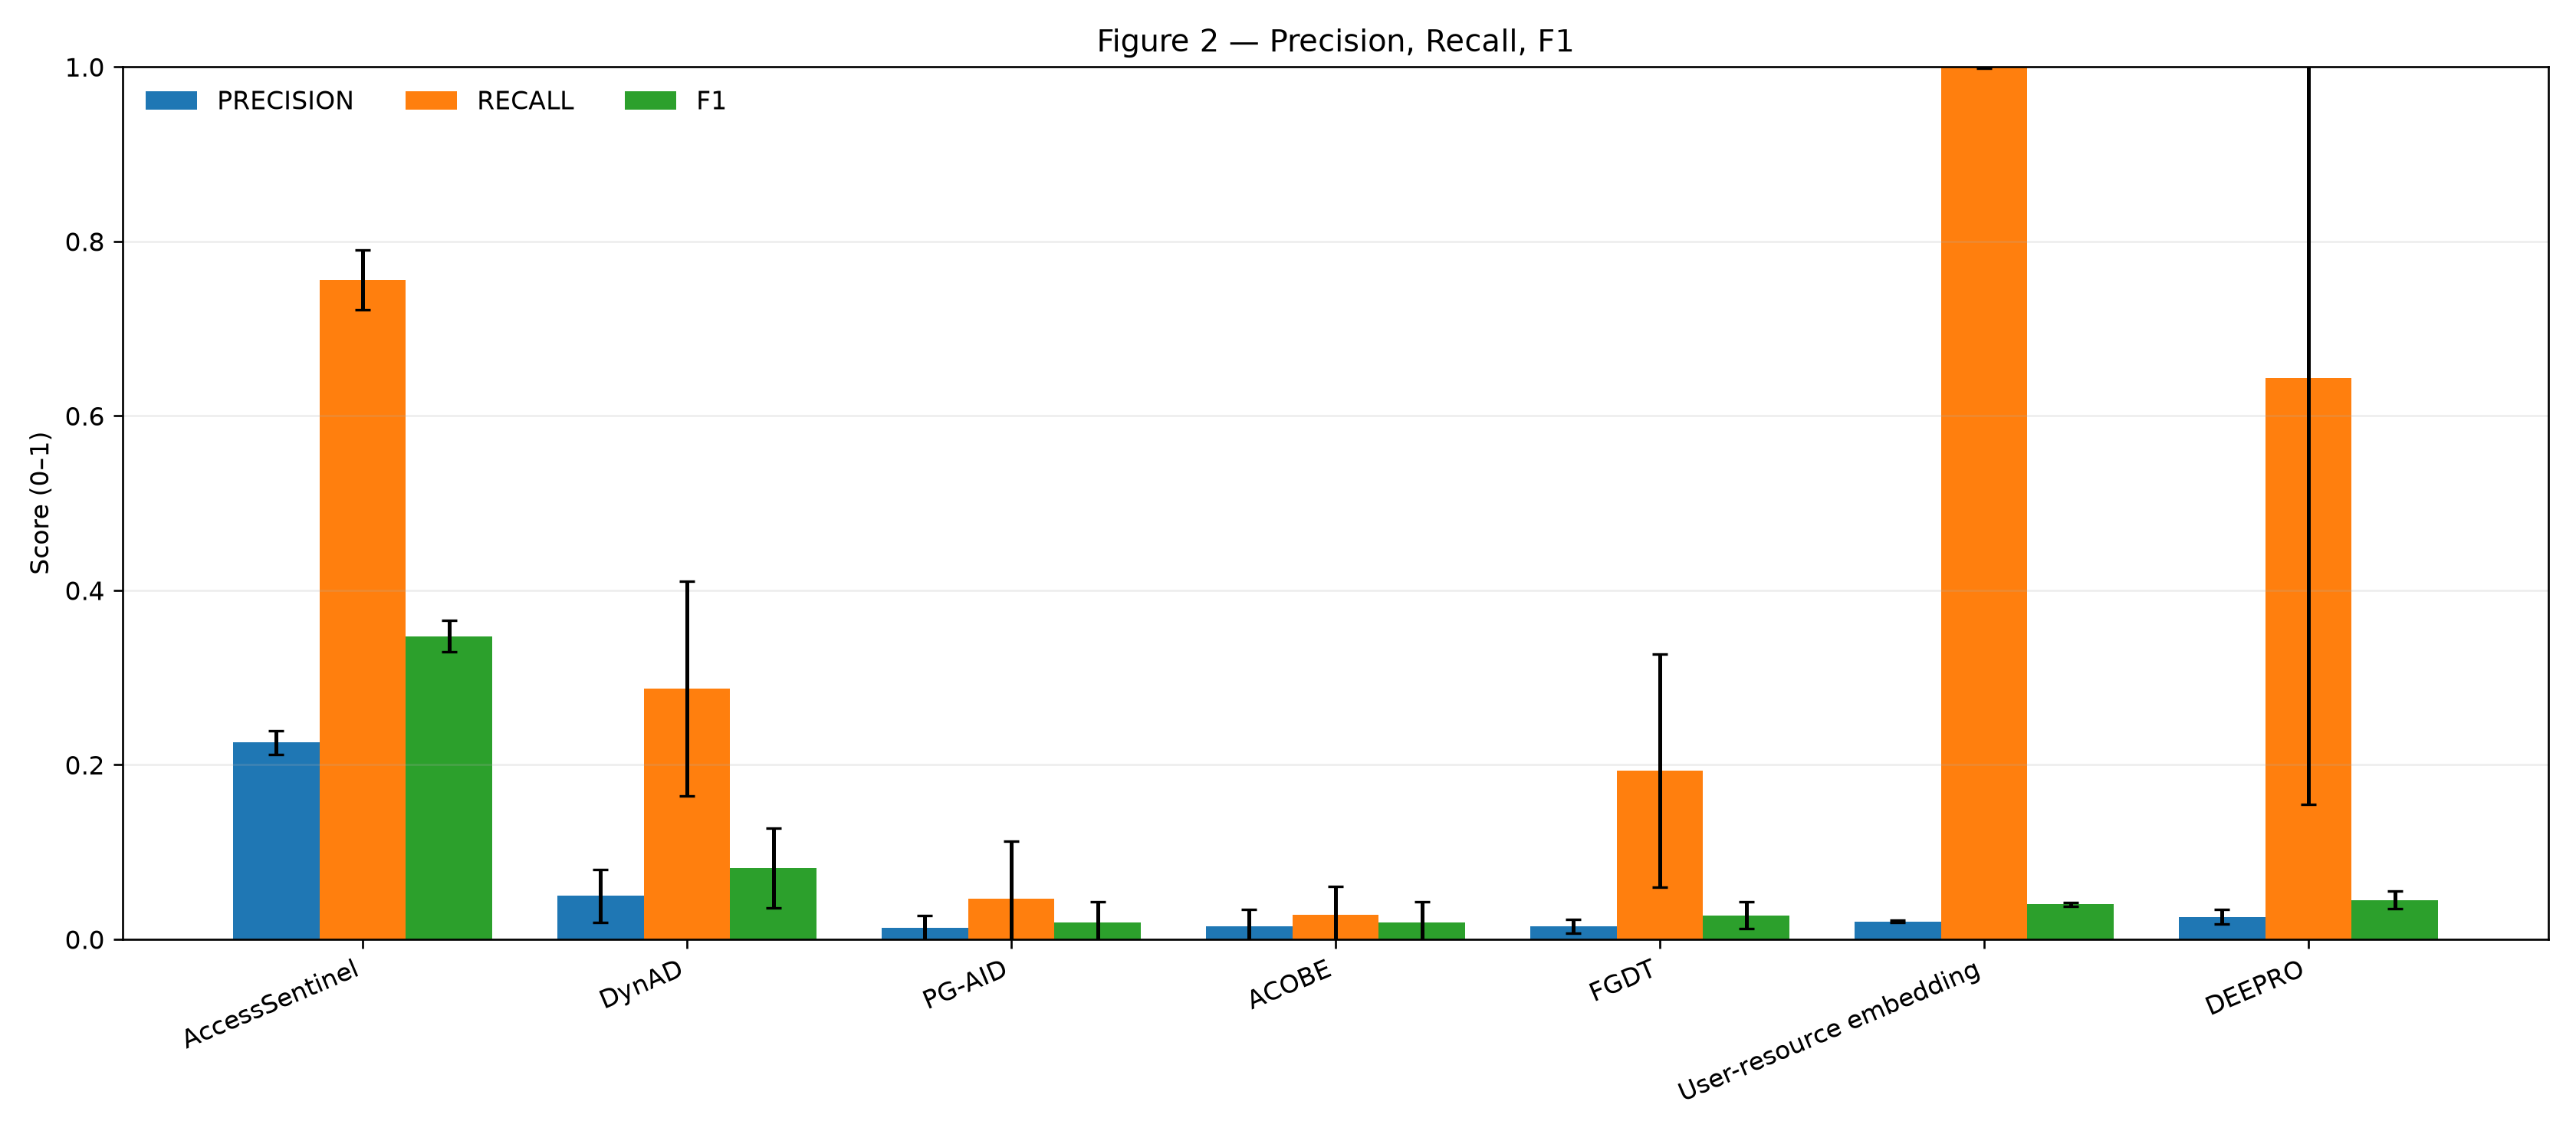 Figure 2 — Precision, Recall, F1
PRECISION
RECALL
F1
Score (0–1)
1.0
0.8
0.6
0.4
0.2
0.0
AccessSentinel
DynAD
PG-AID
ACOBE
FGDT
User-resource embedding
DEEPRO